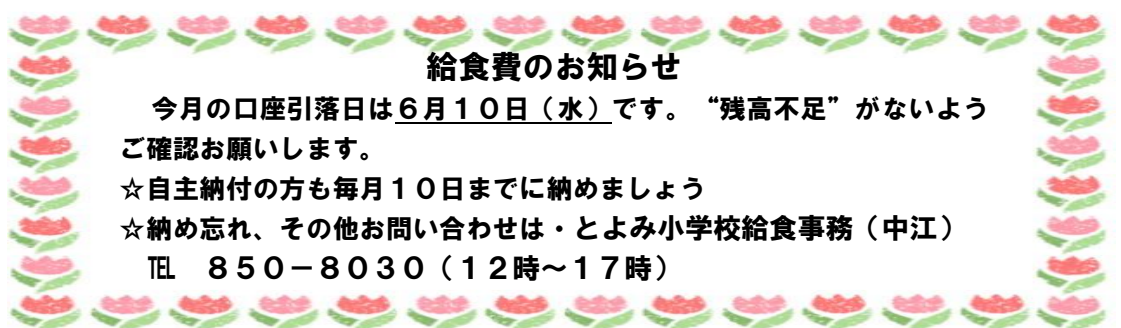 給食費のお知らせ
今月の口座引落日は６月１０日（水）です。“残高不足”がないよう
ご確認お願いします。
☆自主納付の方も毎月１０日までに納めましょう
☆納め忘れ、その他お問い合わせは・とよみ小学校給食事務（中江）
℡　８５０－８０３０（１２時～１７時）